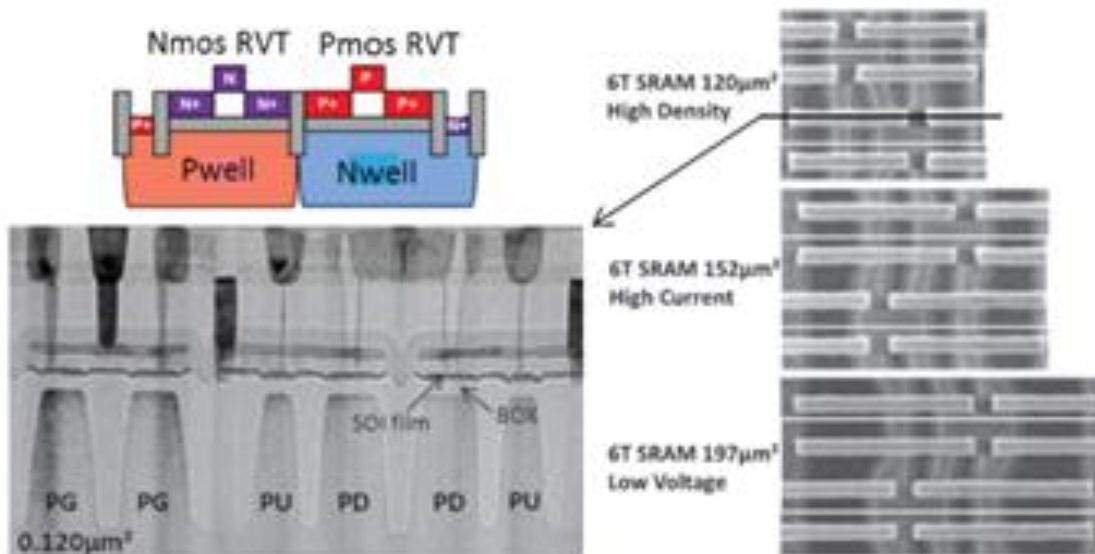 Nmos RVT
Pmos RVT
N
P
N+
N+
P+
P+
P+
N+
Pwell
Nwell
6T SRAM 120µm²
High Density
6T SRAM 152µm²
High Current
6T SRAM 197µm²
Low Voltage
SOI film
BOX
PG
PG
PU
PD
PD
PU
0.120µm²